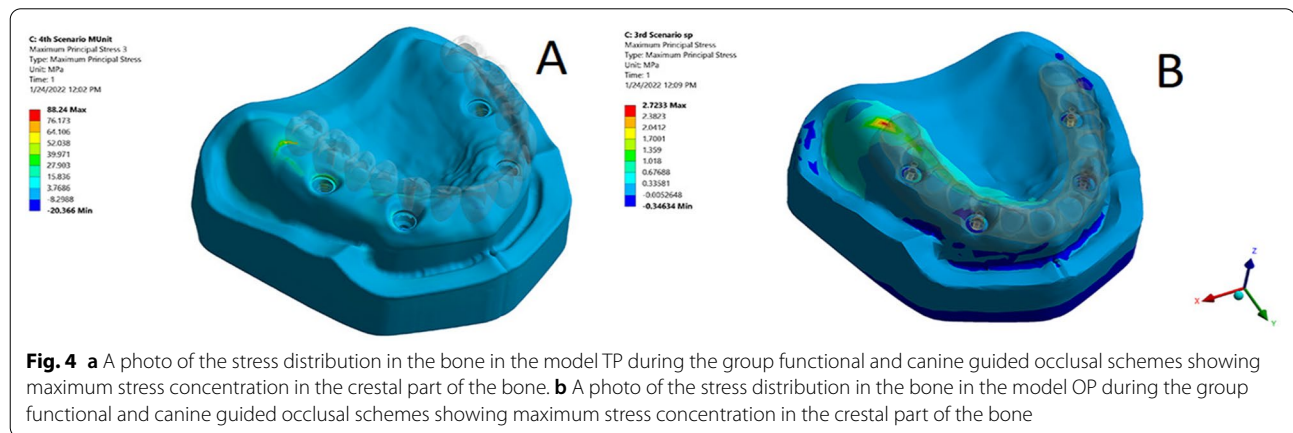 C: 4th Scenario MUnit
Maximum Principal Stress 3
Type: Maximum Principal Stress
Unit: MPa
Time: 1
1/24/2022 12:02 PM
88.24 Max
76.173
64.106
52.038
39.971
27.903
15.836
3.7686
-8.2988
-20.366 Min
A
C: 3rd Scenario sp
Maximum Principal Stress
Type: Maximum Principal Stress
Unit: MPa
Time: 1
1/24/2022 12:09 PM
2.7233 Max
2.3823
2.0412
1.7001
1.359
1.018
0.67688
0.33581
-0.0052648
-0.34634 Min
B
Z
X
Y
Fig. 4 a A photo of the stress distribution in the bone in the model TP during the group functional and canine guided occlusal schemes showing
maximum stress concentration in the crestal part of the bone. b A photo of the stress distribution in the bone in the model OP during the group
functional and canine guided occlusal schemes showing maximum stress concentration in the crestal part of the bone